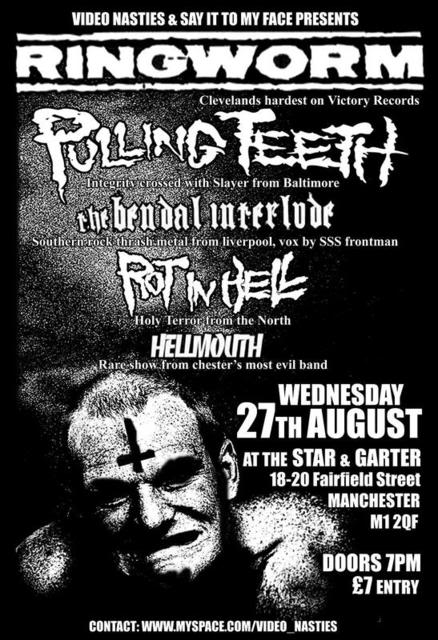 VIDEO NASTIES & SAY IT TO MY FACE PRESENTS
RINGWORM
Clevelands hardest on Victory Records
PULLING TEETH
Integrity crossed with Slayer from Baltimore
the bendal interlude
Southern rock thrash metal from liverpool, vox by SSS frontman
ROT IN HELL
Holy Terror from the North
HELLMOUTH
Rare show from chester's most evil band
WEDNESDAY
27TH AUGUST
AT THE STAR & GARTER
18-20 Fairfield Street
MANCHESTER
M1 2QF
DOORS 7PM
£7 ENTRY
CONTACT: WWW.MYSPACE.COM/VIDEO_NASTIES